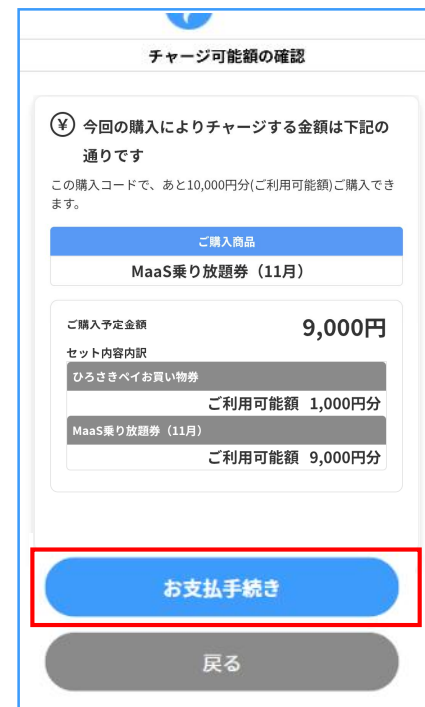 チャージ可能額の確認
¥ 今回の購入によりチャージする金額は下記の
通りです
この購入コードで、あと10,000円分(ご利用可能額)ご購入でき
ます。
ご購入商品
MaaS乗り放題券（11月）
ご購入予定金額 9,000円
セット内容内訳
ひろさきペイお買い物券
ご利用可能額 1,000円分
MaaS乗り放題券（11月）
ご利用可能額 9,000円分
お支払手続き
戻る